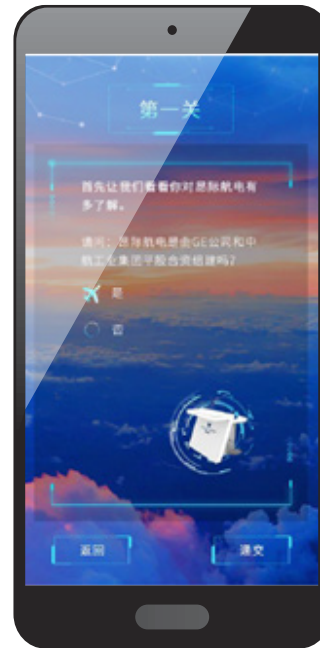 第一关
首先让我们看看你对昂际航电有
多了解。
请问：昂际航电是由GE公司和中
航工业集团平股合资组建吗?
是
否
返回
递交